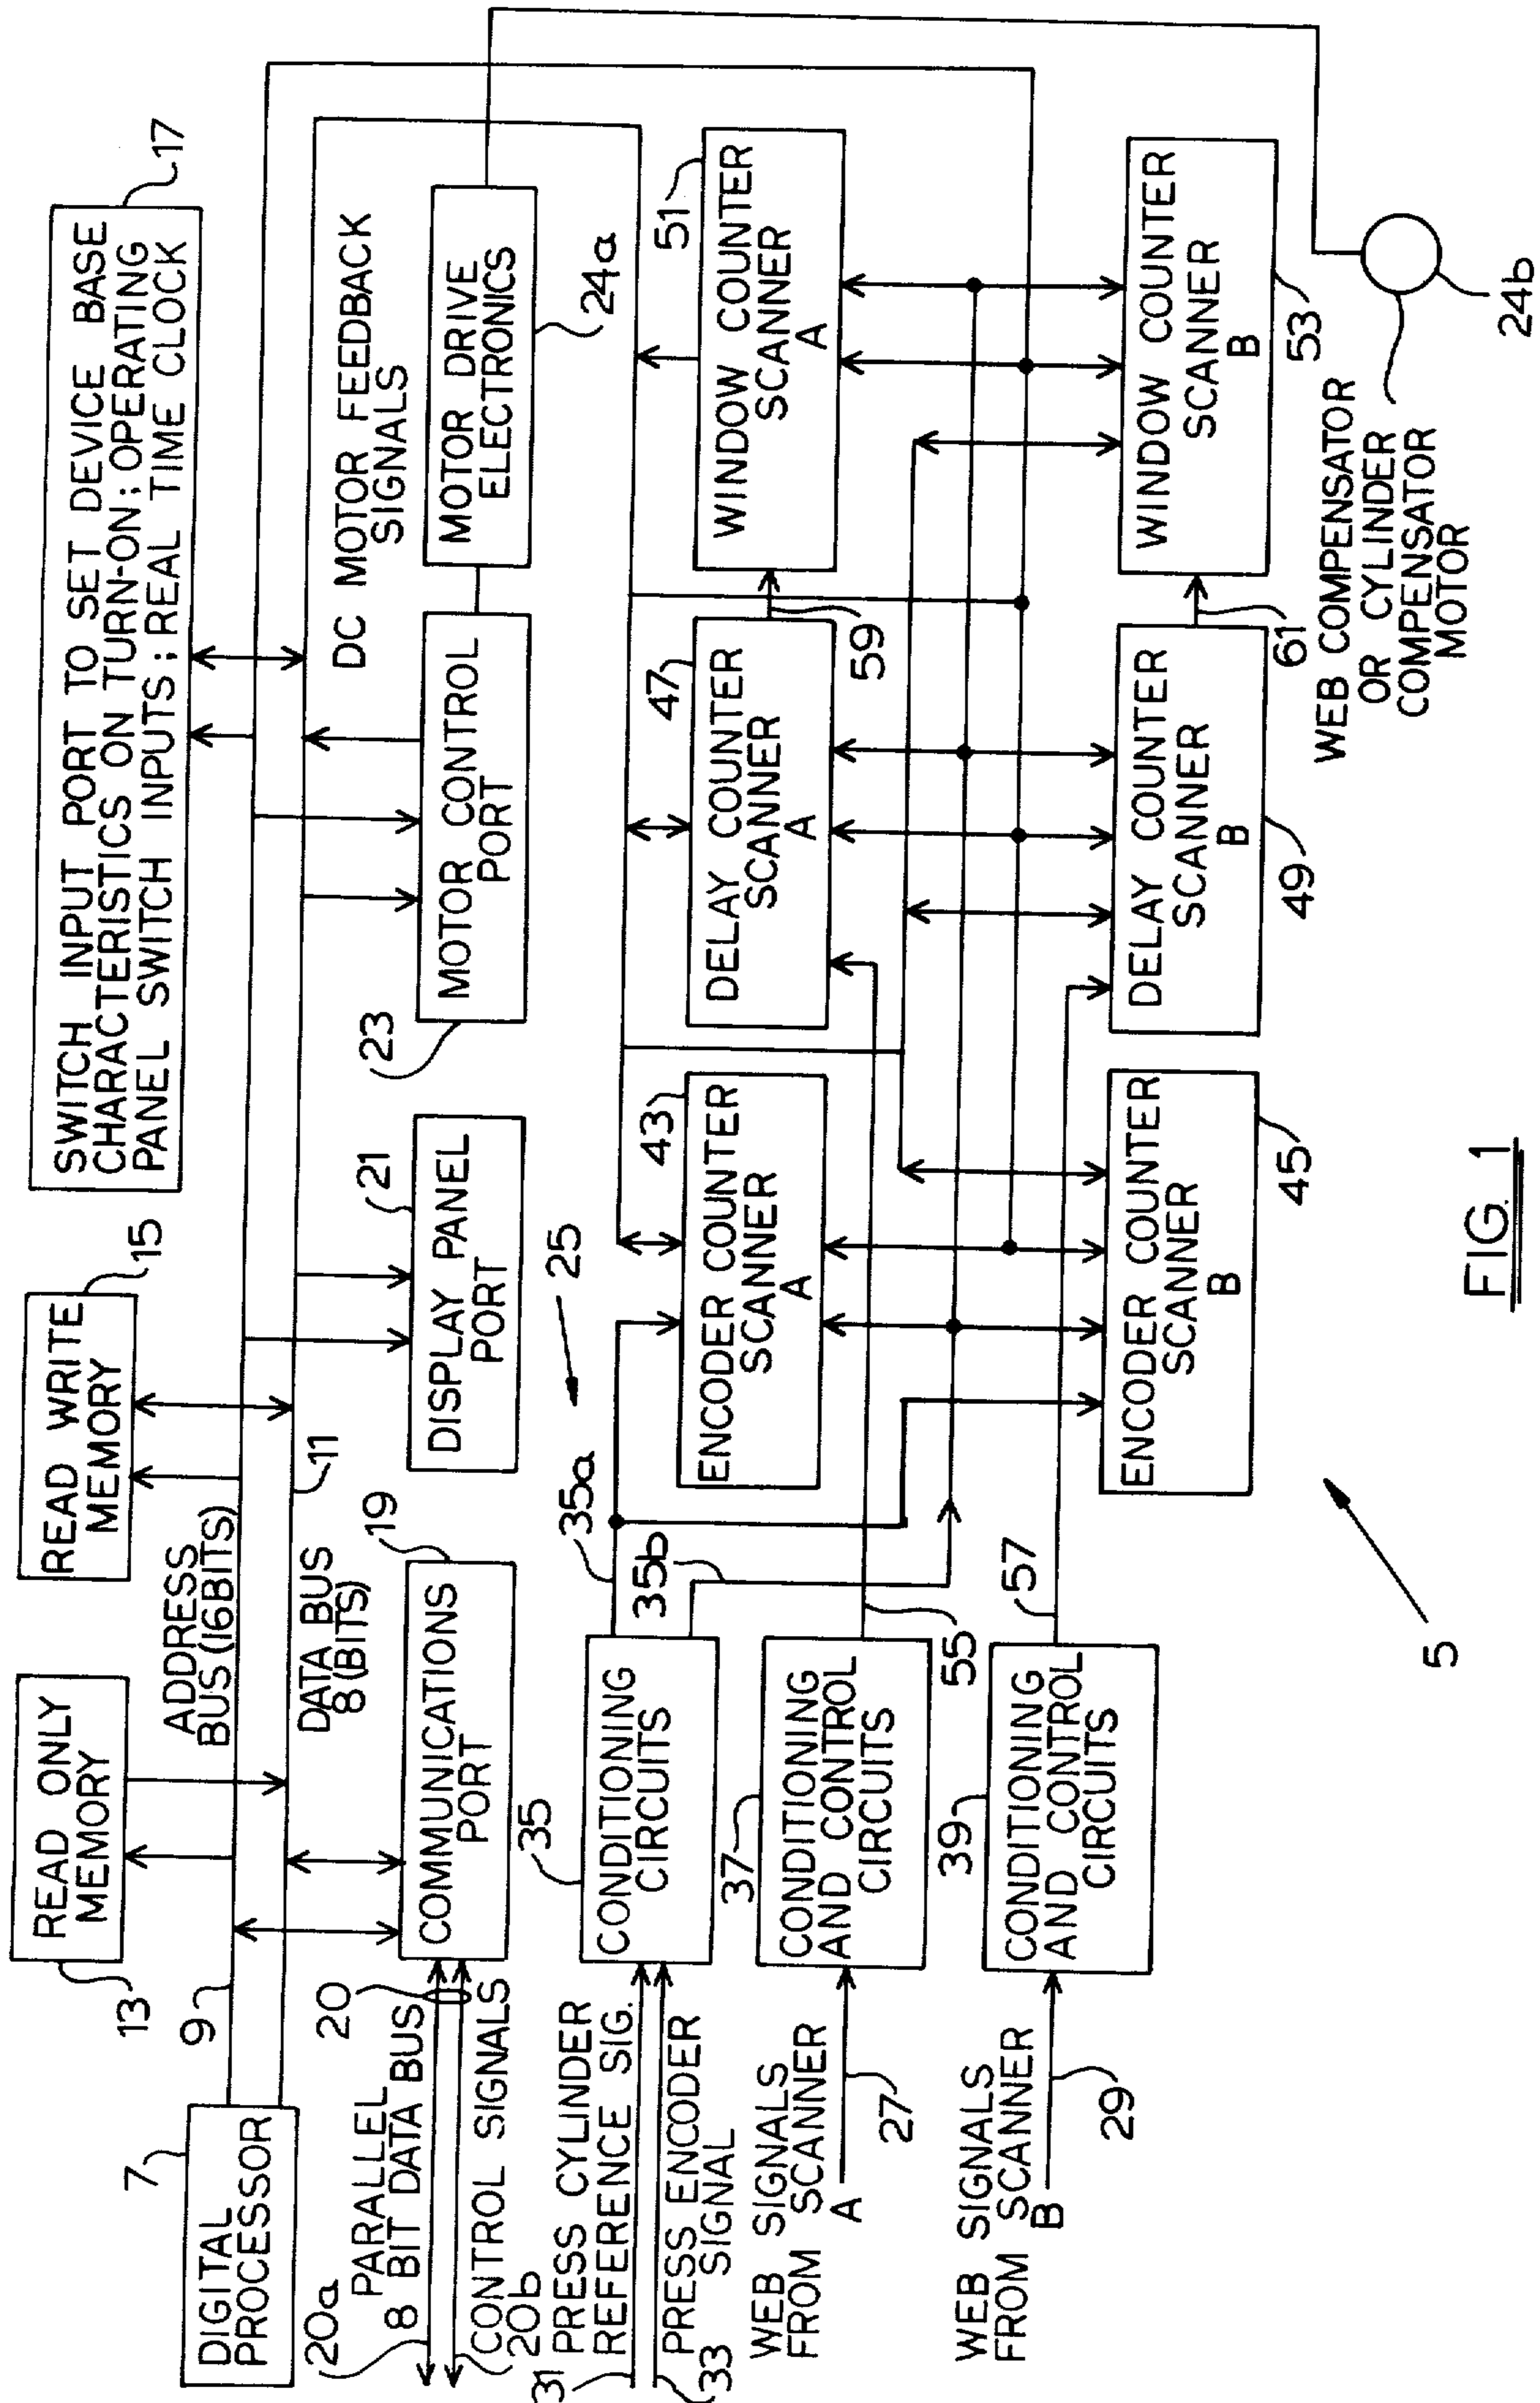 SWITCH INPUT PORT TO SET DEVICE BASE
CHARACTERISTICS ON TURN-ON; OPERATING
PANEL SWITCH INPUTS; REAL TIME CLOCK
17
READ WRITE
MEMORY
15
READ ONLY
MEMORY
13
DIGITAL
PROCESSOR
7
9
ADDRESS
BUS (16BITS)
11
DATA BUS
8 (BITS)
20a
PARALLEL
8 BIT DATA BUS
20
CONTROL SIGNALS
20b
COMMUNICATIONS
PORT
19
DISPLAY PANEL
PORT
21
MOTOR CONTROL
PORT
23
DC MOTOR FEEDBACK
SIGNALS
MOTOR DRIVE
ELECTRONICS
24a
31
PRESS CYLINDER
REFERENCE SIG.
PRESS ENCODER
SIGNAL
33
CONDITIONING
CIRCUITS
35
35a
35b
25
ENCODER COUNTER
SCANNER
A
43
DELAY COUNTER
SCANNER
A
47
59
WINDOW COUNTER
SCANNER
A
51
WEB SIGNALS
FROM SCANNER
A
27
CONDITIONING
AND CONTROL
CIRCUITS
37
55
WEB SIGNALS
FROM SCANNER
B
29
CONDITIONING
AND CONTROL
CIRCUITS
39
57
ENCODER COUNTER
SCANNER
B
45
DELAY COUNTER
SCANNER
B
49
61
WINDOW COUNTER
SCANNER
B
53
WEB COMPENSATOR
OR CYLINDER
COMPENSATOR
MOTOR
24b
5
FIG. 1